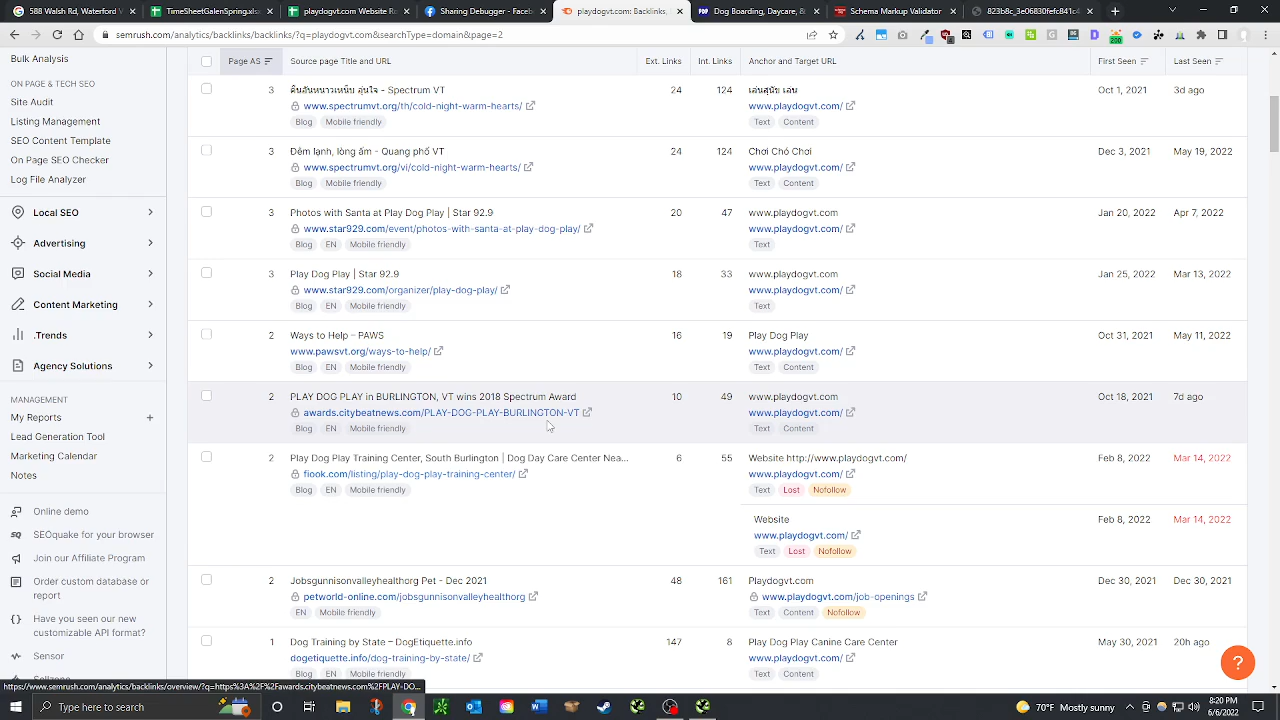 588 Walsh Rd, Waterford V
TimeSheetGalenSpringx.xls
playdogvt.com Website R
Sharing Debugger - Faceb
playdogvt.com: Backlinks,
Dog Boarding, Daycare, &
Schema Markup Validator
semrush.com/analytics/backlinks/backlinks/?q=playdogvt.com&searchType=domain&page=2
Bulk Analysis
Page AS
Source page Title and URL
Ext. Links
Int. Links
Anchor and Target URL
First Seen
Last Seen
ON PAGE & TECH SEO
Site Audit
Listing Management
SEO Content Template
On Page SEO Checker
Log File Analyzer
Local SEO
Advertising
Social Media
Content Marketing
.Trends
Agency Solutions
MANAGEMENT
My Reports +
Lead Generation Tool
Marketing Calendar
Notes
Online demo
SEOquake for your browser
Join our Affiliate Program
Order custom database or
report
Have you seen our new
customizable API format?
Sensor
3 - Spectrum VT 24 124 Oct 1, 2021 3d ago
www.spectrumvt.org/th/cold-night-warm-hearts/ www.playdogvt.com/
Blog Mobile friendly Text Content
3 Đêm lạnh, lòng ấm - Quang phổ VT 24 124 Chơi Chó Chơi Dec 3, 2021 May 19, 2022
www.spectrumvt.org/vi/cold-night-warm-hearts/ www.playdogvt.com/
Blog Mobile friendly Text Content
3 Photos with Santa at Play Dog Play | Star 92.9 20 47 www.playdogvt.com Jan 20, 2022 Apr 7, 2022
www.star929.com/event/photos-with-santa-at-play-dog-play/ www.playdogvt.com/
Blog EN Mobile friendly Text
3 Play Dog Play | Star 92.9 18 33 www.playdogvt.com Jan 25, 2022 Mar 13, 2022
www.star929.com/organizer/play-dog-play/ www.playdogvt.com/
Blog EN Mobile friendly Text
2 Ways to Help – PAWS 16 19 Play Dog Play Oct 31, 2021 May 11, 2022
www.pawsvt.org/ways-to-help/ www.playdogvt.com/
Blog EN Mobile friendly Text Content
2 PLAY DOG PLAY in BURLINGTON, VT wins 2018 Spectrum Award 10 49 www.playdogvt.com Oct 18, 2021 7d ago
awards.citybeatnews.com/PLAY-DOG-PLAY-BURLINGTON-VT www.playdogvt.com/
Blog EN Mobile friendly Text Content
2 Play Dog Play Training Center, South Burlington | Dog Day Care Center Nea... 6 55 Website http://www.playdogvt.com/ Feb 8, 2022 Mar 14, 2022
fiook.com/listing/play-dog-play-training-center/ www.playdogvt.com/
Blog EN Mobile friendly Text Lost Nofollow
Website Feb 8, 2022 Mar 14, 2022
www.playdogvt.com/
Text Lost Nofollow
2 Jobsgunnisonvalleyhealthorg Pet - Dec 2021 48 161 Playdogvt.com Dec 30, 2021 Dec 30, 2021
petworld-online.com/jobsgunnisonvalleyhealthorg www.playdogvt.com/job-openings
EN Mobile friendly Text Content Nofollow
1 Dog Training by State – DogEtiquette.info 147 8 Play Dog Play Canine Care Center May 30, 2021 20h ago
dogetiquette.info/dog-training-by-state/ www.playdogvt.com/
Blog EN Mobile friendly Text Content
?
https://www.semrush.com/analytics/backlinks/overview/?q=http%3A%2F%2Fawards.citybeatnews.com%2FPLAY-DO...
Type here to search
70°F Mostly sunny
8:20 PM
6/6/2022